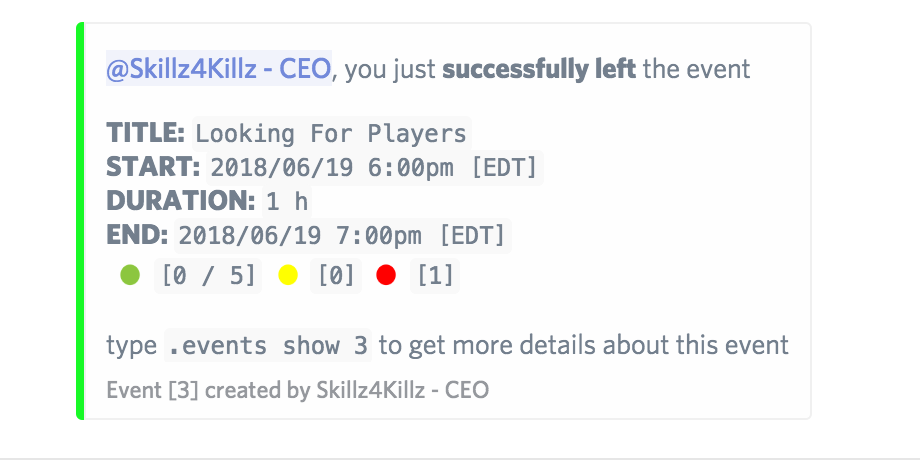 @Skillz4Killz - CEO, you just successfully left the event
TITLE: Looking For Players
START: 2018/06/19 6:00pm [EDT]
DURATION: 1 h
END: 2018/06/19 7:00pm [EDT]
[0 / 5] [0] [1]
type .events show 3 to get more details about this event
Event [3] created by Skillz4Killz - CEO